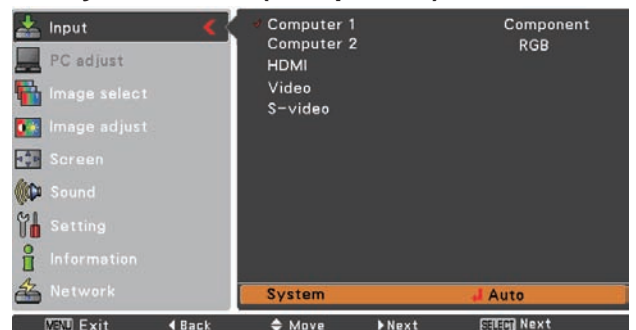 Input
PC adjust
Image select
Image adjust
Screen
Sound
Setting
Information
Network
Computer 1 Component
Computer 2 RGB
HDMI
Video
S-video
System Auto
MENU Exit Back Move Next SELECT Next